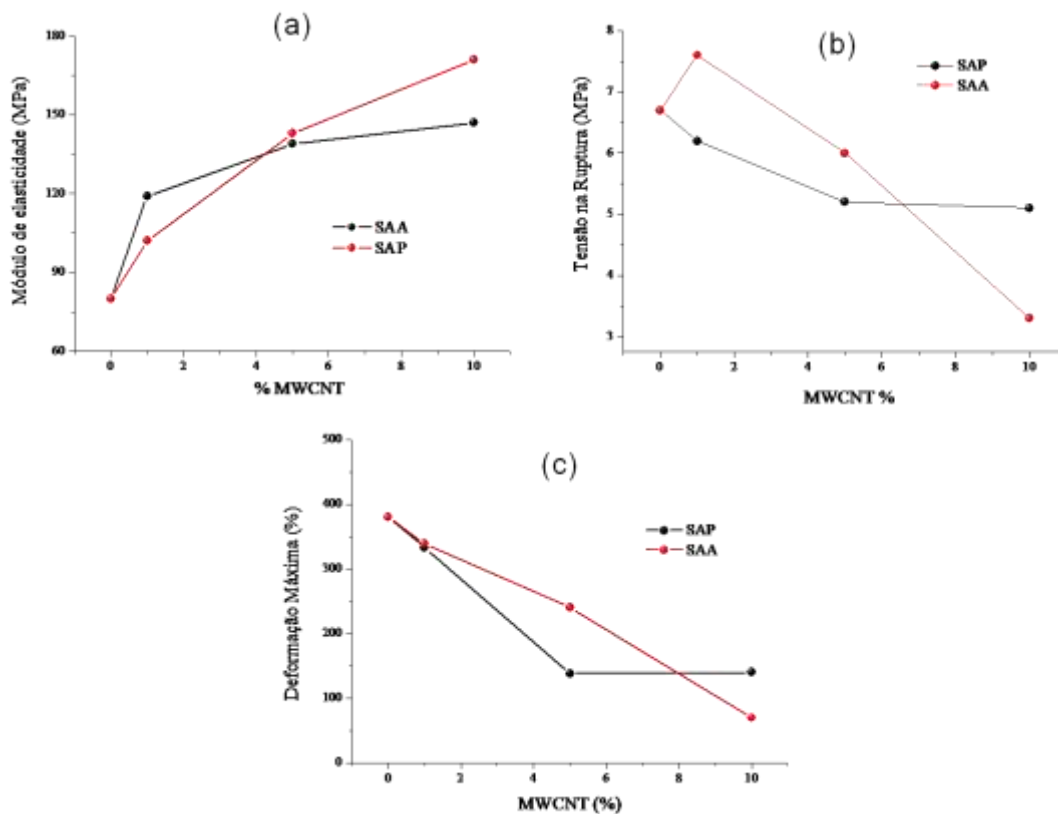 (a)
Módulo de elasticidade (MPa)
180
150
120
90
60
SAA
SAP
0 2 4 6 8 10
% MWCNT
(b)
Tensão na Ruptura (MPa)
8
7
6
5
4
3
SAP
SAA
0 2 4 6 8 10
MWCNT %
(c)
Deformação Máxima (%)
500
400
300
200
100
0
SAP
SAA
0 2 4 6 8 10
MWCNT (%)